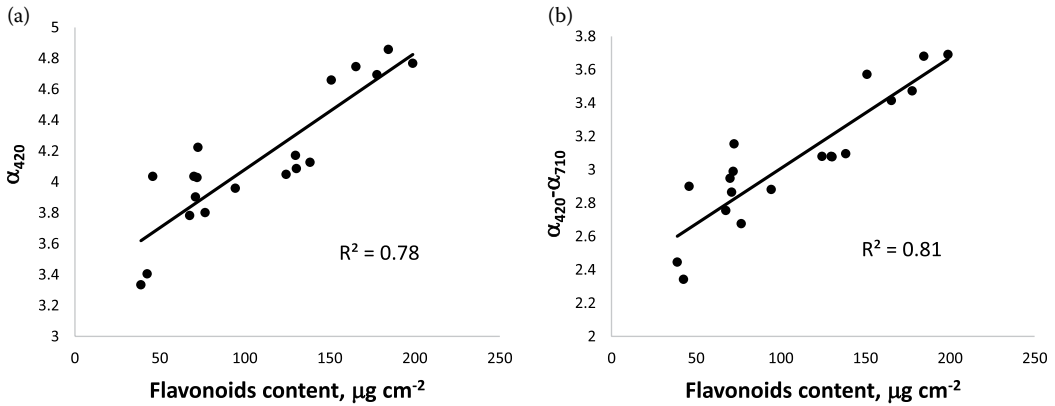 (a)
5
4.8
4.6
4.4
4.2
4
3.8
3.6
3.4
3.2
3
α420
R² = 0.78
0 50 100 150 200 250
Flavonoids content, μg cm-2
(b)
3.8
3.6
3.4
3.2
3
2.8
2.6
2.4
2.2
2
α420-α710
R² = 0.81
0 50 100 150 200 250
Flavonoids content, μg cm-2